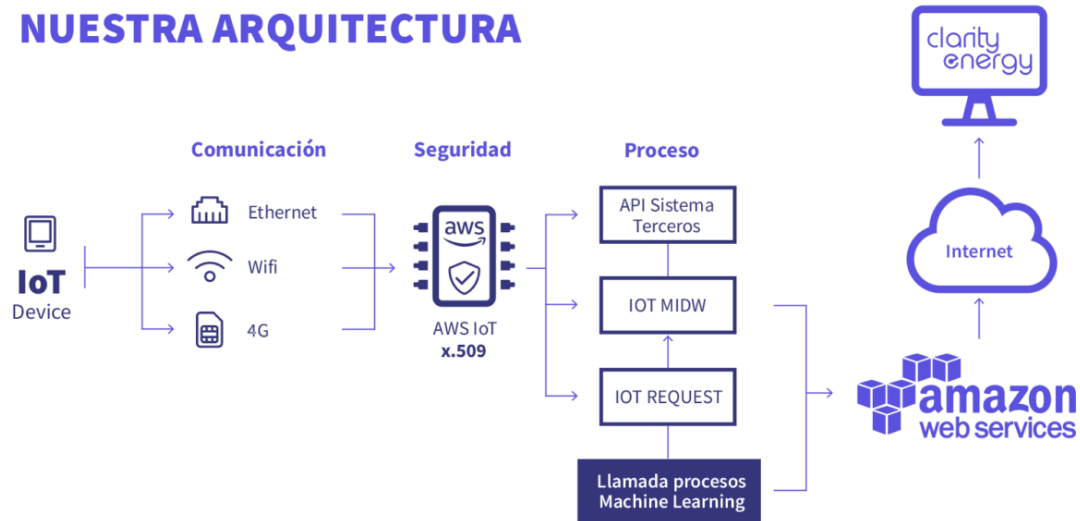 NUESTRA ARQUITECTURA
clarity
energy
Comunicación
Seguridad
Proceso
IoT
Device
Ethernet
Wifi
4G
aws
AWS IoT
x.509
API Sistema
Terceros
IOT MIDW
IOT REQUEST
Llamada procesos
Machine Learning
Internet
amazon
web services